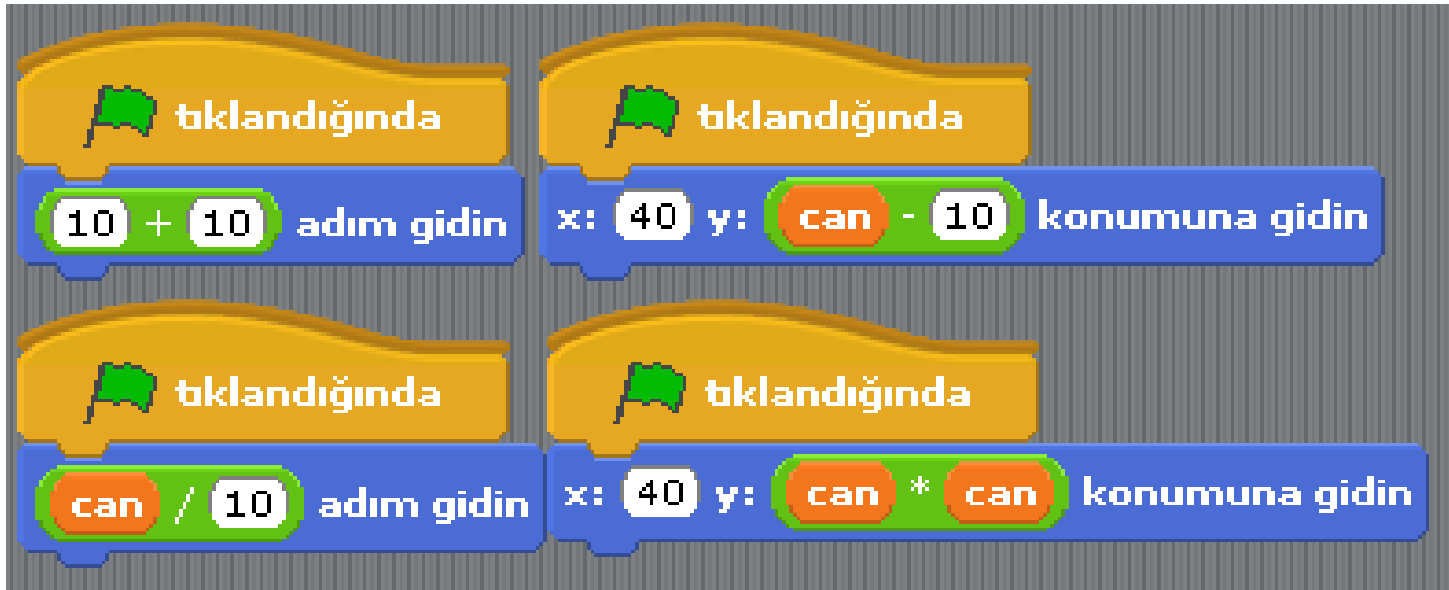 tıklandığında
10 + 10 adım gidin
tıklandığında
x: 40 y: can - 10 konumuna gidin
tıklandığında
can / 10 adım gidin
tıklandığında
x: 40 y: can * can konumuna gidin